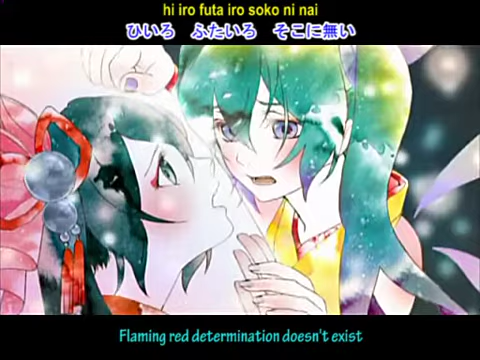 hi iro futa iro soko ni nai
ひいろ　ふたいろ　そこに無い
Flaming red determination doesn't exist